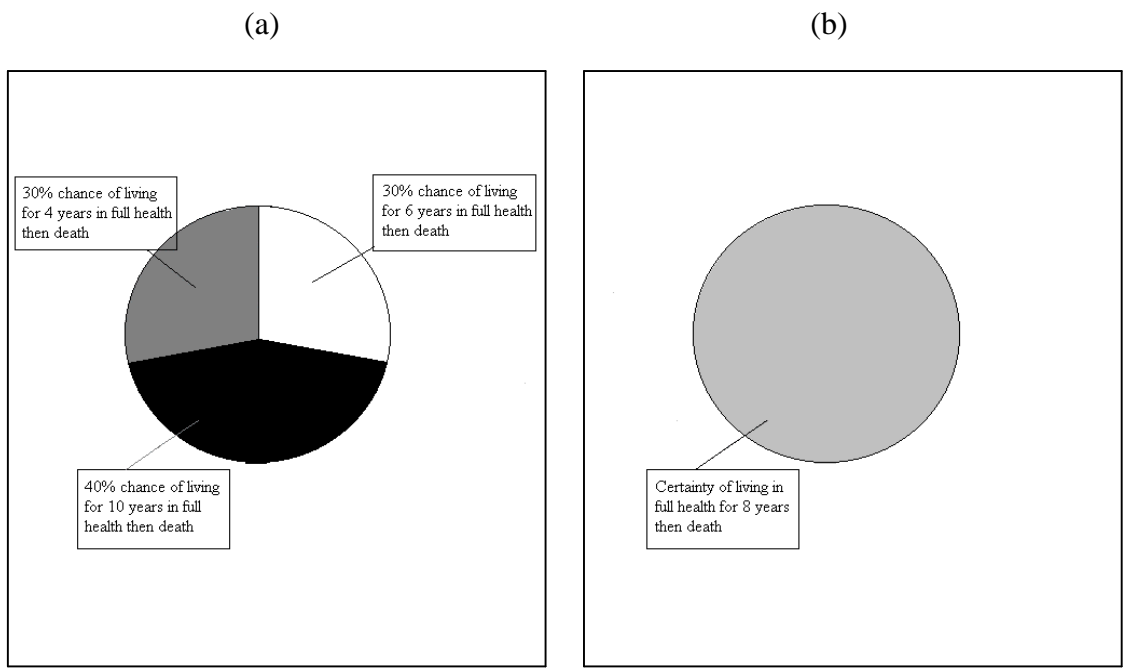 (a)
(b)
30% chance of living
for 4 years in full health
then death
30% chance of living
for 6 years in full health
then death
40% chance of living
for 10 years in full
health then death
Certainty of living in
full health for 8 years
then death